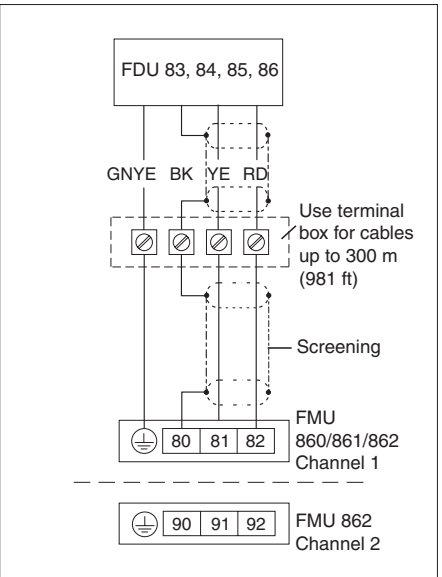 FDU 83, 84, 85, 86
GNYE BK YE RD
Use terminal
box for cables
up to 300 m
(981 ft)
Screening
80 81 82
FMU
860/861/862
Channel 1
90 91 92
FMU 862
Channel 2